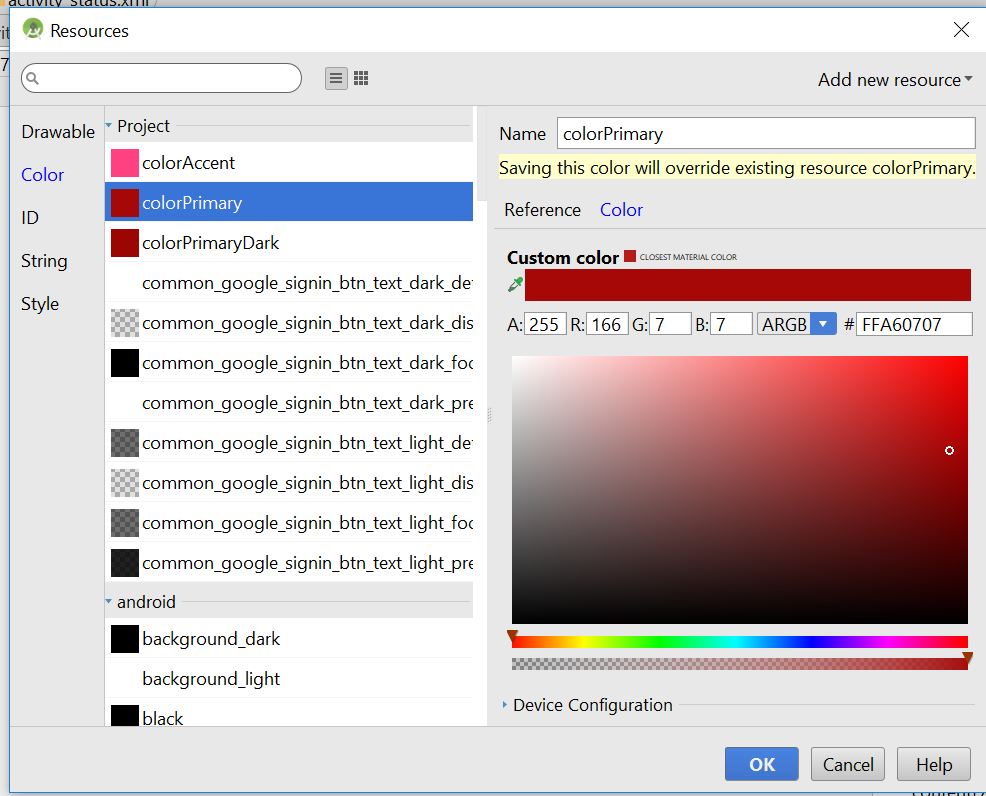 activity_status.xml
Resources
Add new resource
Drawable
Color
ID
String
Style
Project
colorAccent
colorPrimary
colorPrimaryDark
common_google_signin_btn_text_dark_de
common_google_signin_btn_text_dark_dis
common_google_signin_btn_text_dark_foc
common_google_signin_btn_text_dark_pre
common_google_signin_btn_text_light_de
common_google_signin_btn_text_light_dis
common_google_signin_btn_text_light_foc
common_google_signin_btn_text_light_pre
android
background_dark
background_light
black
Name colorPrimary
Saving this color will override existing resource colorPrimary.
Reference Color
Custom color CLOSEST MATERIAL COLOR
A: 255 R: 166 G: 7 B: 7 ARGB # FFA60707
Device Configuration
OK Cancel Help